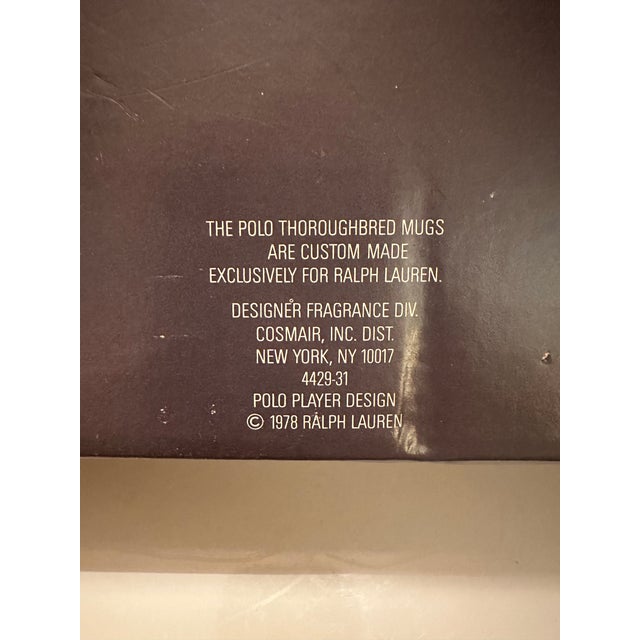 THE POLO THOROUGHBRED MUGS
ARE CUSTOM MADE
EXCLUSIVELY FOR RALPH LAUREN.
DESIGNER FRAGRANCE DIV.
COSMAIR, INC. DIST.
NEW YORK, NY 10017
4429-31
POLO PLAYER DESIGN
© 1978 RALPH LAUREN